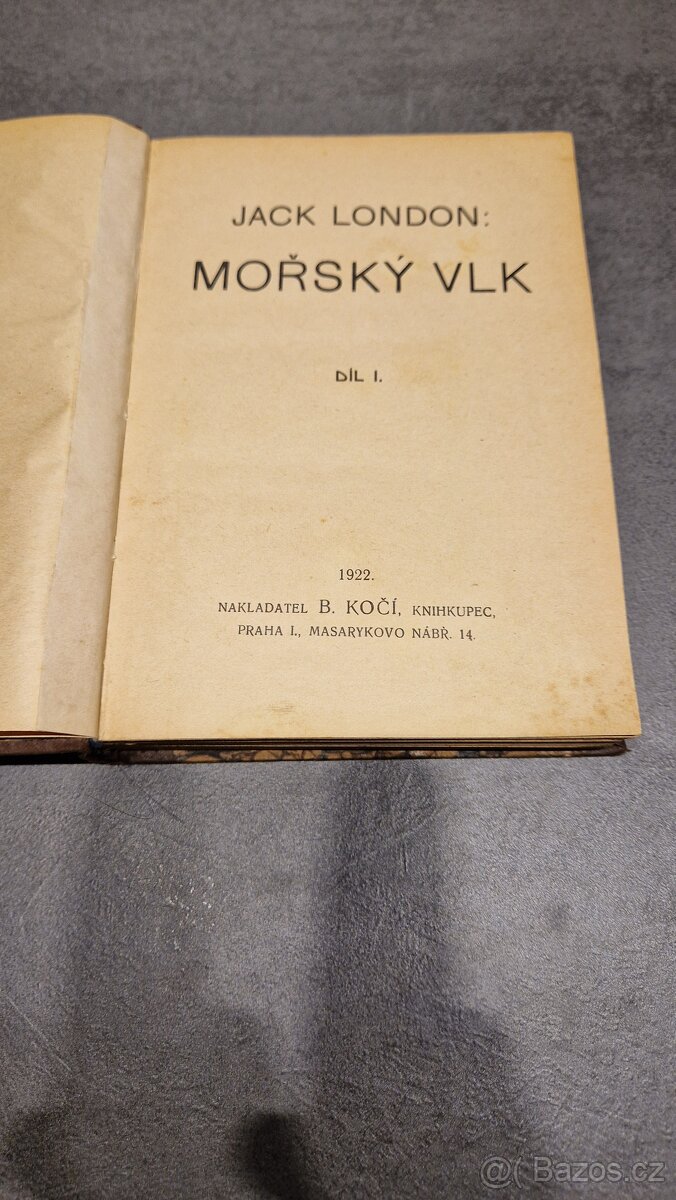 JACK LONDON:
MOŘSKÝ VLK
DÍL I.
1922.
NAKLADATEL B. KOČÍ, KNIHKUPEC,
PRAHA I., MASARYKOVO NÁBŘ. 14.
@( Bazos.cz